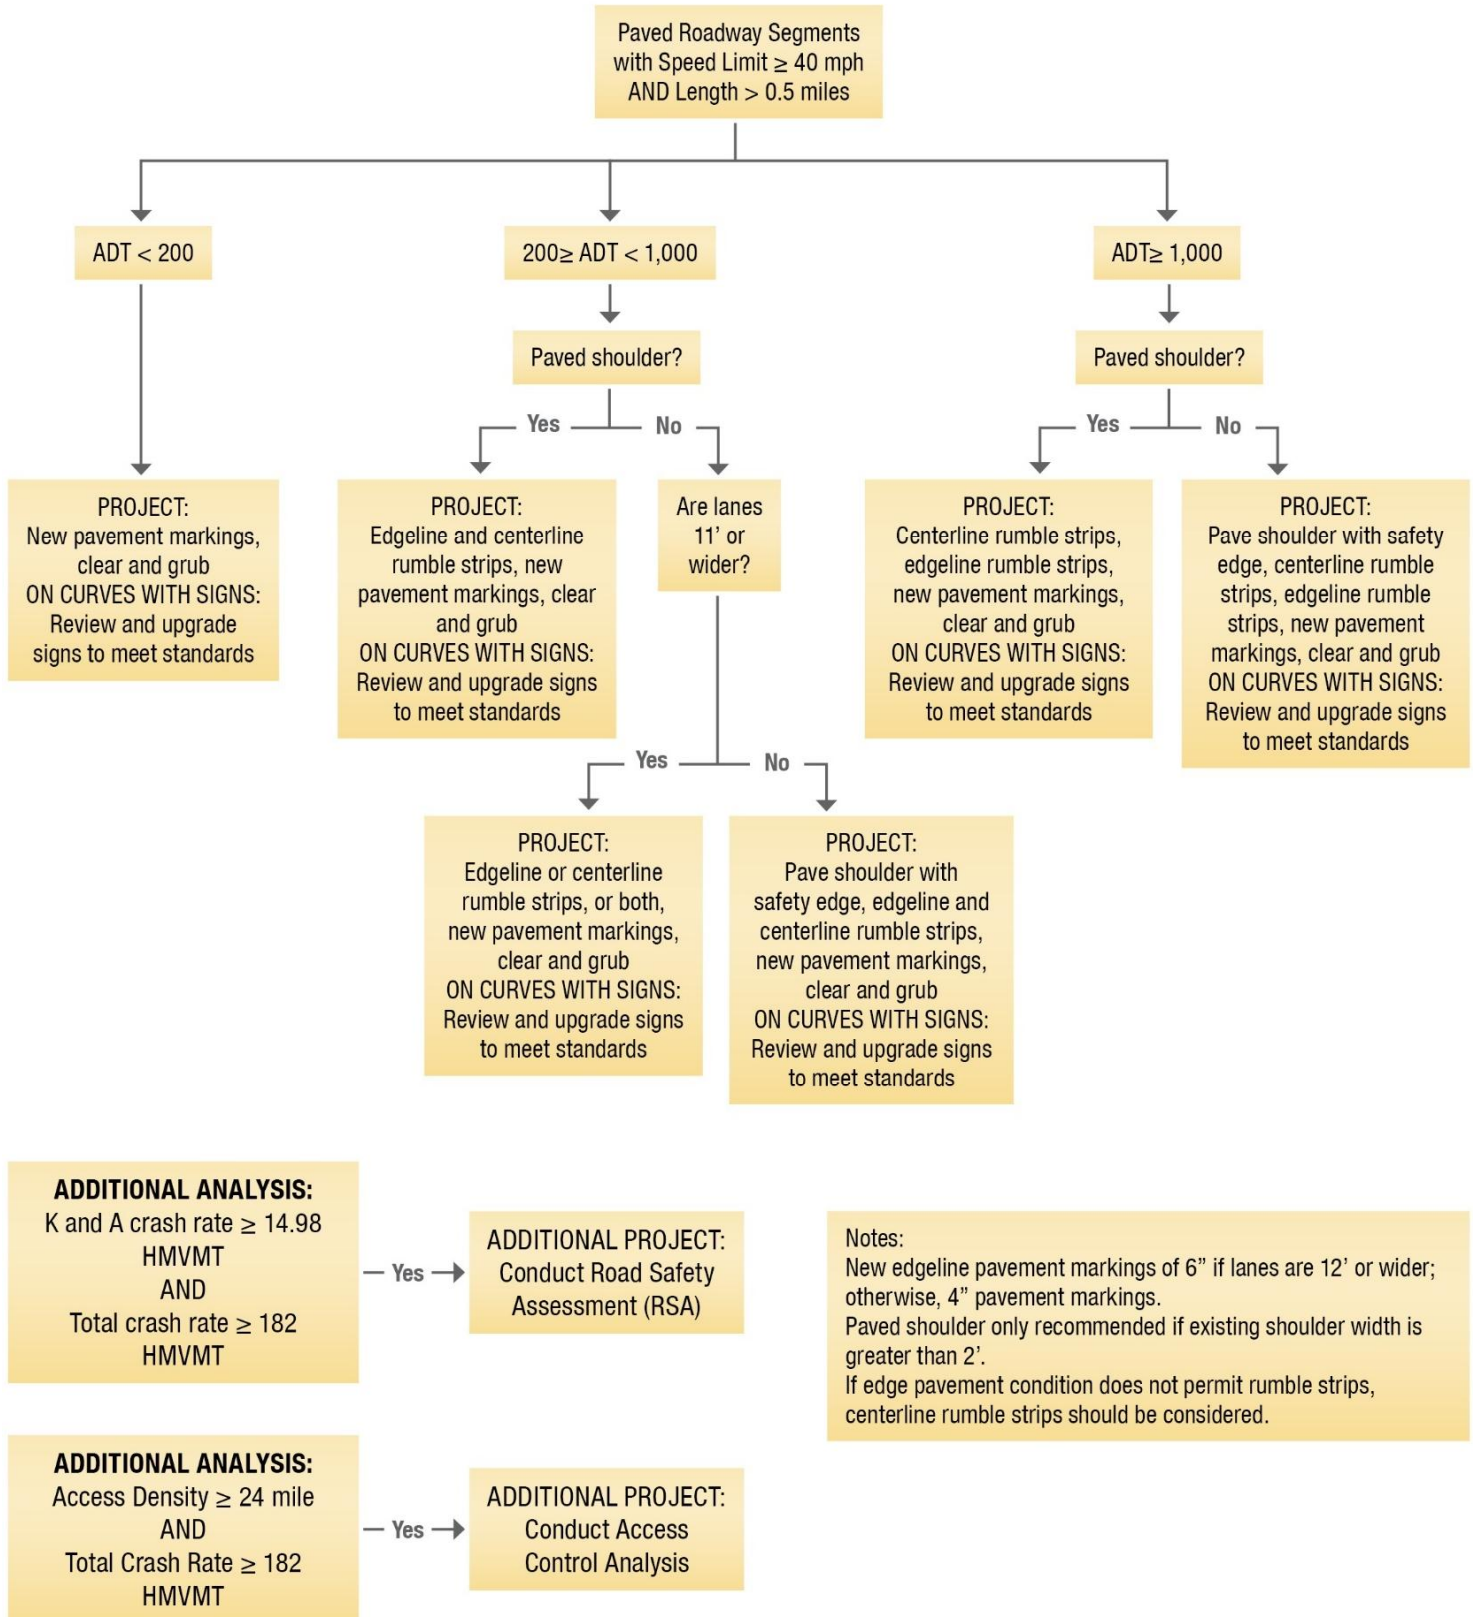 Paved Roadway Segments
with Speed Limit ≥ 40 mph
AND Length > 0.5 miles
ADT < 200
200≥ ADT < 1,000
ADT≥ 1,000
Paved shoulder?
Paved shoulder?
Yes
No
Yes
No
PROJECT:
New pavement markings,
clear and grub
ON CURVES WITH SIGNS:
Review and upgrade
signs to meet standards
PROJECT:
Edgeline and centerline
rumble strips, new
pavement markings, clear
and grub
ON CURVES WITH SIGNS:
Review and upgrade signs
to meet standards
Are lanes
11’ or
wider?
PROJECT:
Centerline rumble strips,
edgeline rumble strips,
new pavement markings,
clear and grub
ON CURVES WITH SIGNS:
Review and upgrade signs
to meet standards
PROJECT:
Pave shoulder with safety
edge, centerline rumble
strips, edgeline rumble
strips, new pavement
markings, clear and grub
ON CURVES WITH SIGNS:
Review and upgrade signs
to meet standards
Yes
No
PROJECT:
Edgeline or centerline
rumble strips, or both,
new pavement markings,
clear and grub
ON CURVES WITH SIGNS:
Review and upgrade signs
to meet standards
PROJECT:
Pave shoulder with
safety edge, edgeline and
centerline rumble strips,
new pavement markings,
clear and grub
ON CURVES WITH SIGNS:
Review and upgrade signs
to meet standards
ADDITIONAL ANALYSIS:
K and A crash rate ≥ 14.98
HMVMT
AND
Total crash rate ≥ 182
HMVMT
Yes
ADDITIONAL PROJECT:
Conduct Road Safety
Assessment (RSA)
Notes:
New edgeline pavement markings of 6” if lanes are 12’ or wider;
otherwise, 4” pavement markings.
Paved shoulder only recommended if existing shoulder width is
greater than 2’.
If edge pavement condition does not permit rumble strips,
centerline rumble strips should be considered.
ADDITIONAL ANALYSIS:
Access Density ≥ 24 mile
AND
Total Crash Rate ≥ 182
HMVMT
Yes
ADDITIONAL PROJECT:
Conduct Access
Control Analysis